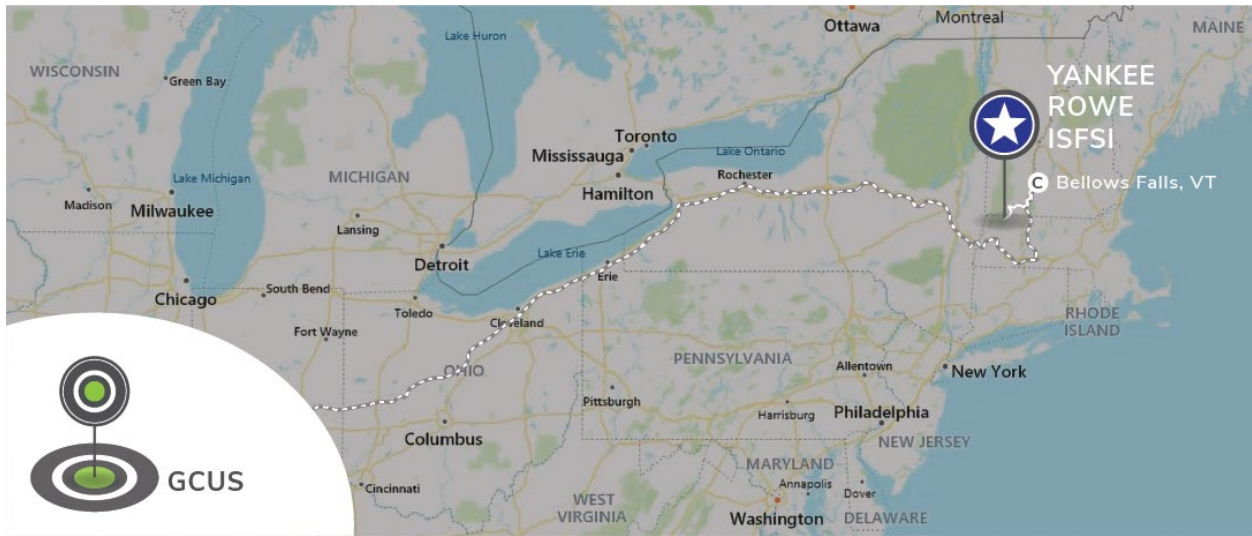 Ottawa
Montreal
MAINE
Lake Huron
WISCONSIN
Green Bay
YANKEE
ROWE
ISFSI
Toronto
Mississauga
Lake Ontario
Rochester
Hamilton
Lake Michigan
MICHIGAN
C Bellows Falls, VT
Madison
Milwaukee
Lansing
Detroit
Lake Erie
Erie
Chicago
South Bend
Toledo
Cleveland
RHODE
ISLAND
Fort Wayne
OHIO
PENNSYLVANIA
Allentown
New York
Pittsburgh
Harrisburg
Philadelphia
Columbus
NEW JERSEY
GCUS
Cincinnati
MARYLAND
Annapolis
Dover
WEST
VIRGINIA
Washington
DELAWARE